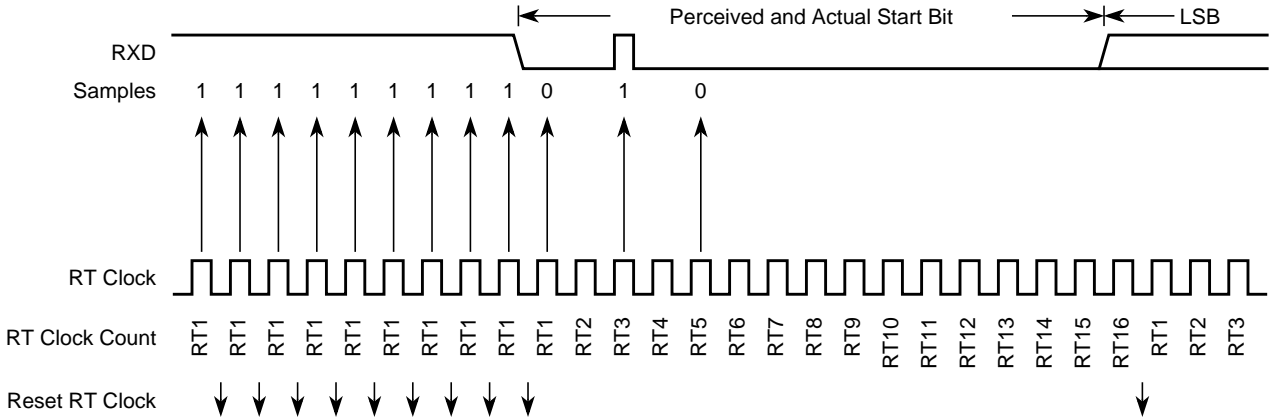 Perceived and Actual Start Bit LSB
RXD
Samples 1 1 1 1 1 1 1 1 1 0 1 0
RT Clock
RT Clock Count RT1 RT1 RT1 RT1 RT1 RT1 RT1 RT1 RT1 RT1 RT2 RT3 RT4 RT5 RT6 RT7 RT8 RT9 RT10 RT11 RT12 RT13 RT14 RT15 RT16 RT1 RT2 RT3
Reset RT Clock